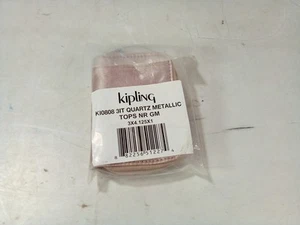 kipling
KI0808 3IT QUARTZ METALLIC
TOPS NR GM
3X4.125X1